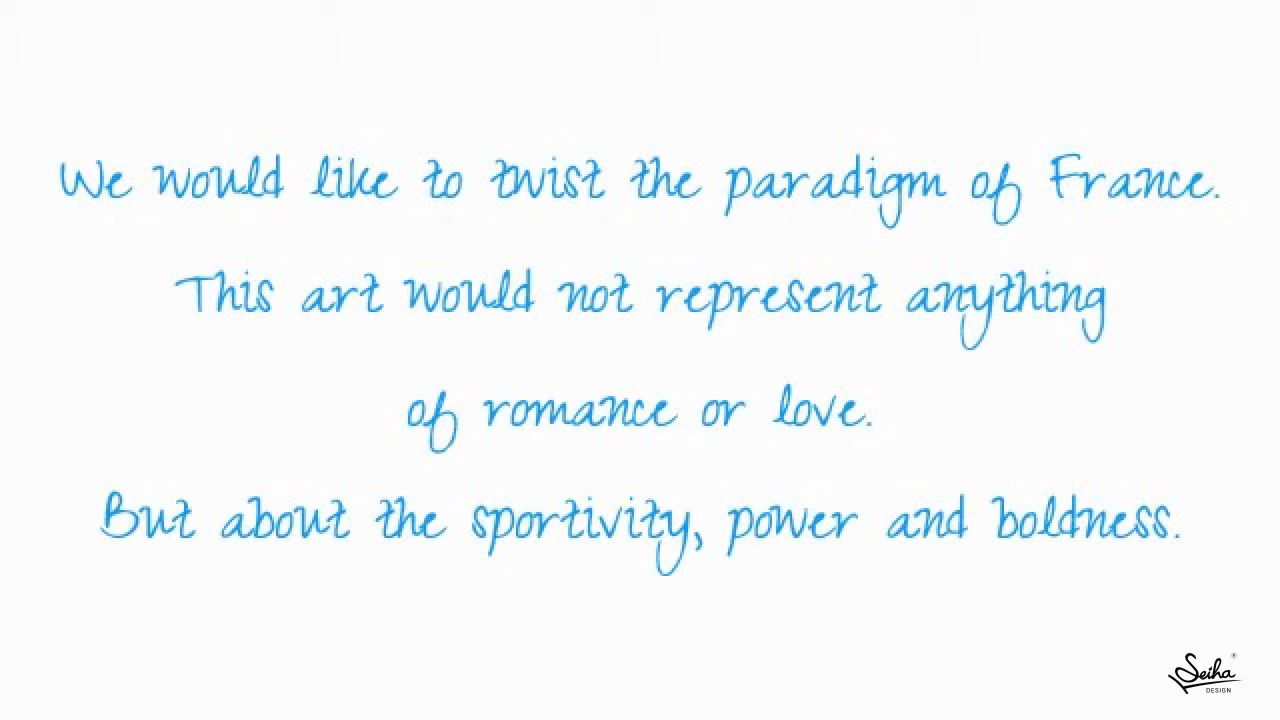 We would like to twist the paradigm of France.
This art would not represent anything
of romance or love.
But about the sportivity, power and boldness.
Seiha®
DESIGN